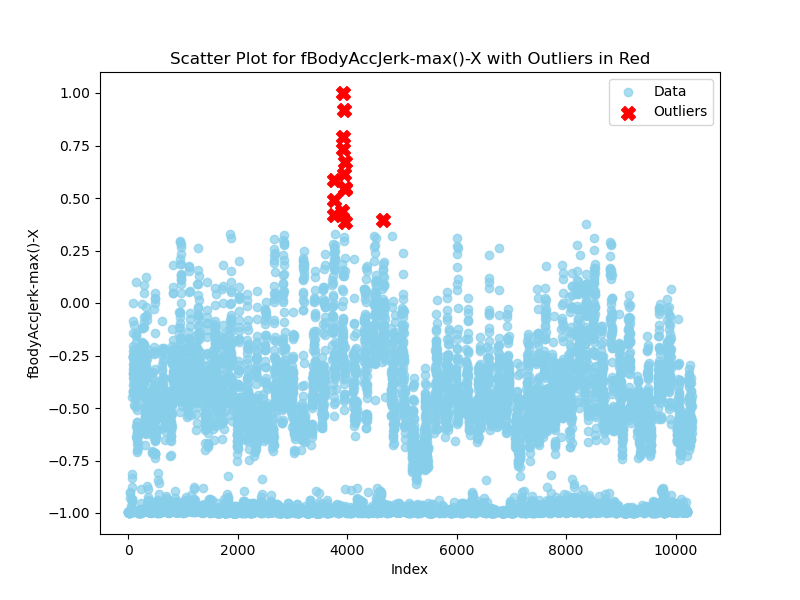 Scatter Plot for fBodyAccJerk-max()-X with Outliers in Red
Data
Outliers
fBodyAccJerk-max()-X
1.00
0.75
0.50
0.25
0.00
−0.25
−0.50
−0.75
−1.00
0 2000 4000 6000 8000 10000
Index